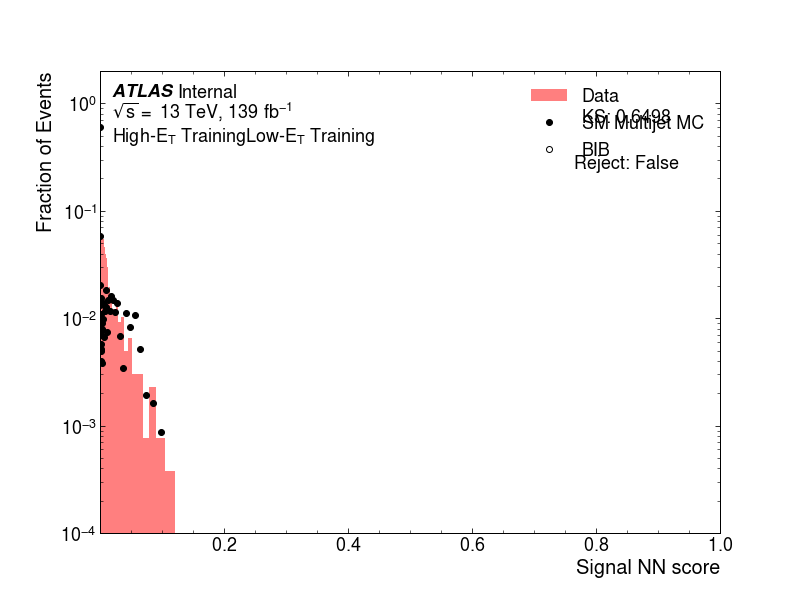 ATLAS Internal
√s = 13 TeV, 139 fb⁻¹
High-E_T TrainingLow-E_T Training
Data
KS: 0.6498
SM Multijet MC
BIB
Reject: False
Fraction of Events
10⁰
10⁻¹
10⁻²
10⁻³
10⁻⁴
0.2 0.4 0.6 0.8 1.0
Signal NN score